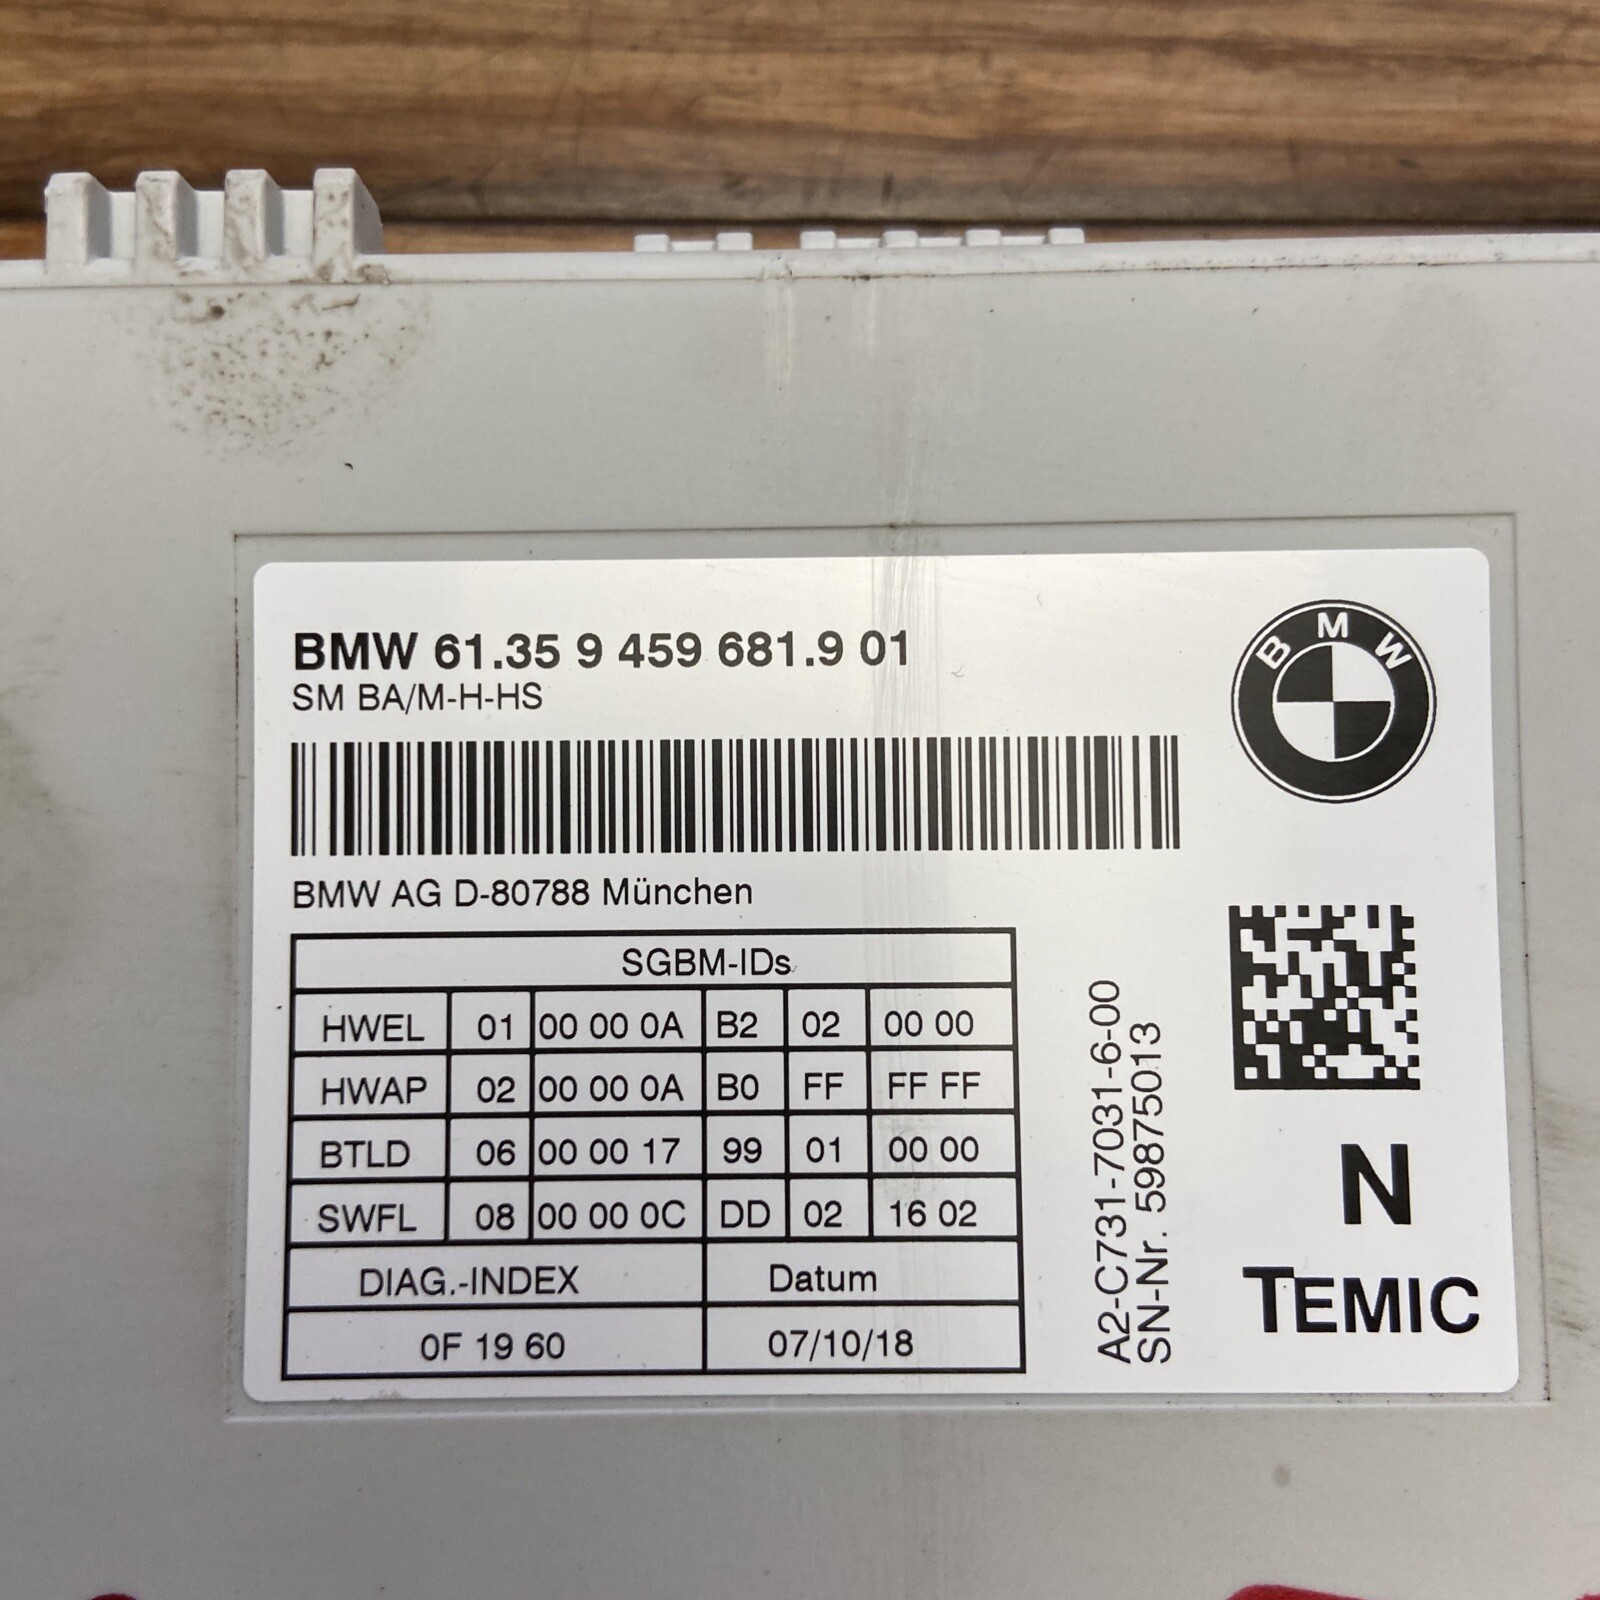 BMW 61.35 9 459 681.9 01
SM BA/M-H-HS
BMW
BMW AG D-80788 München
SGBM-IDs
HWEL 01 00 00 0A B2 02 00 00
HWAP 02 00 00 0A B0 FF FF FF
BTLD 06 00 00 17 99 01 00 00
SWFL 08 00 00 0C DD 02 16 02
DIAG.-INDEX Datum
0F 19 60 07/10/18
A2-C731-7031-6-00
SN-Nr. 59875013
N
TEMIC